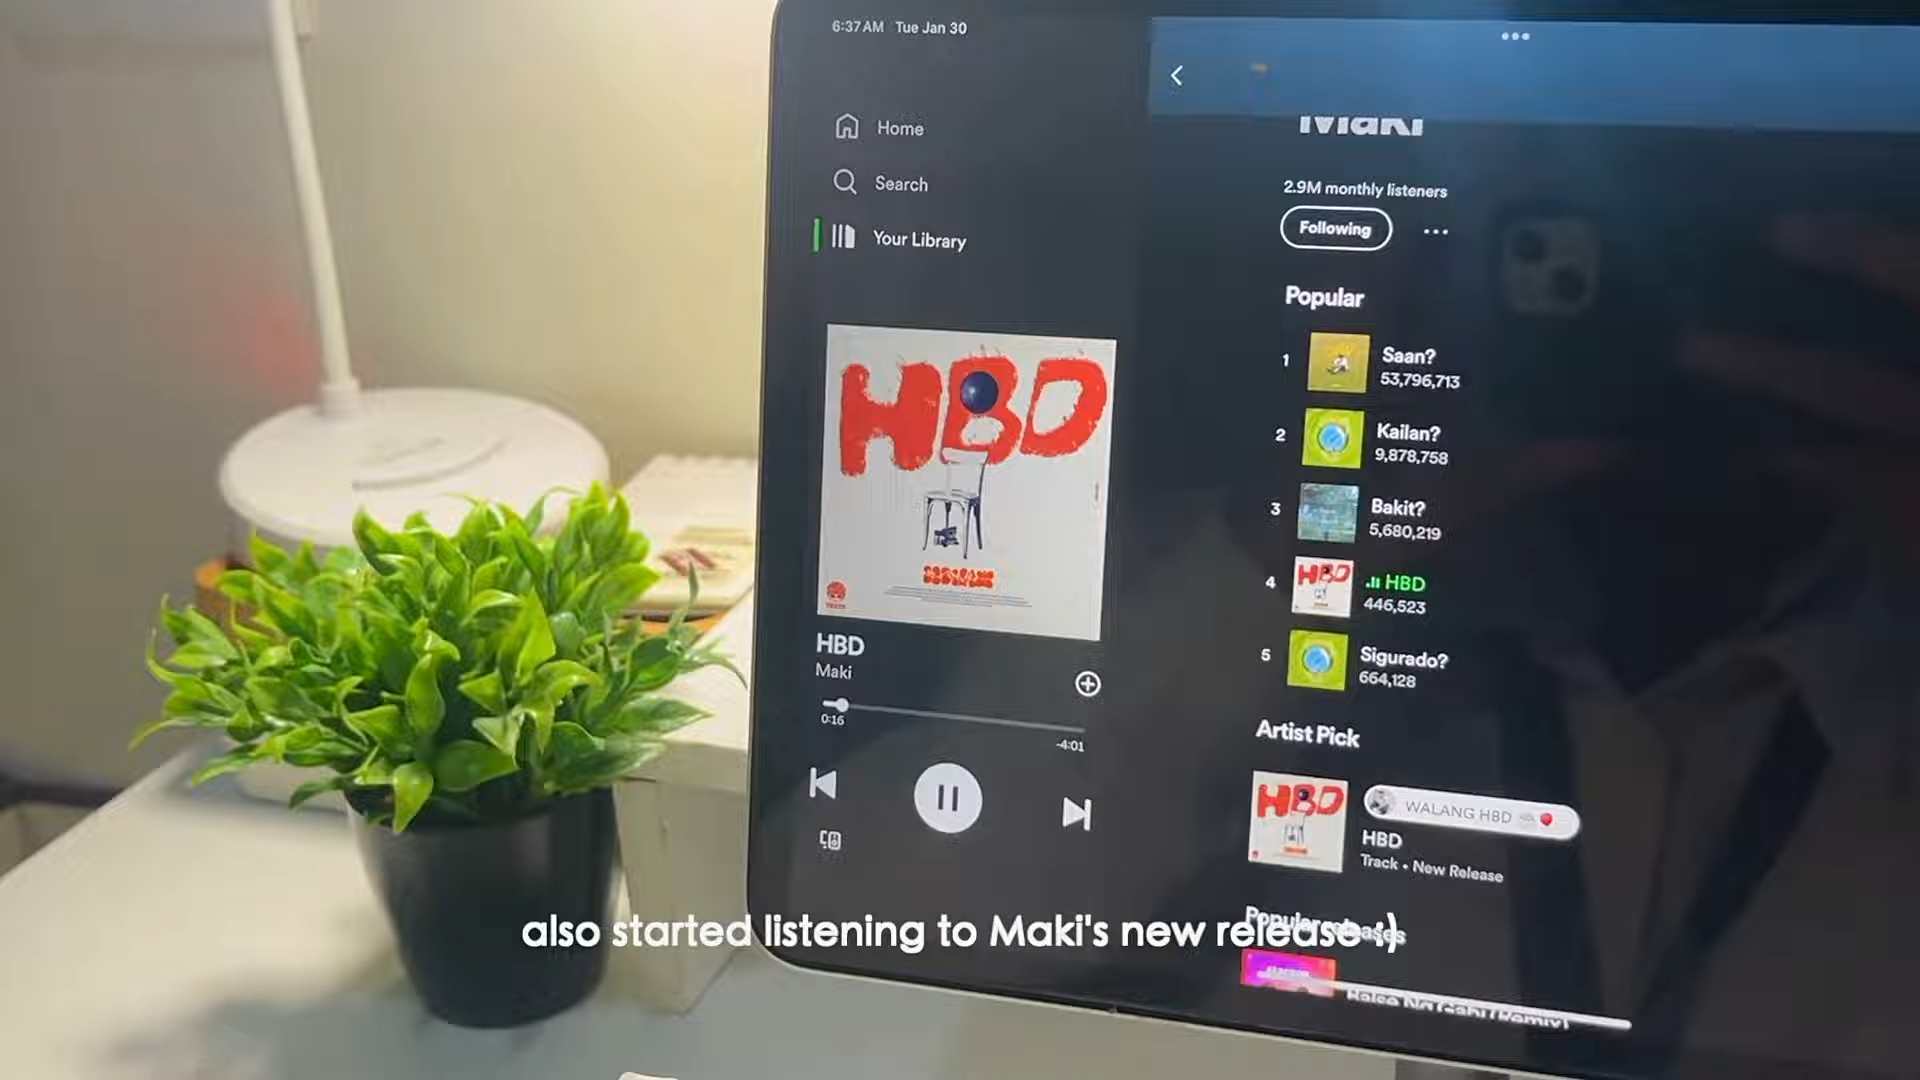 6:37 AM Tue Jan 30
Home
Search
Your Library
HBD
HBD
Maki
0:16
-4:01
Maki
2.9M monthly listeners
Following
Popular
1
Saan?
53,796,713
2
Kailan?
9,878,758
3
Bakit?
5,680,219
4
HBD
HBD
446,523
5
Sigurado?
664,128
Artist Pick
HBD
WALANG HBD
HBD
Track • New Release
Popular releases
also started listening to Maki's new release :)